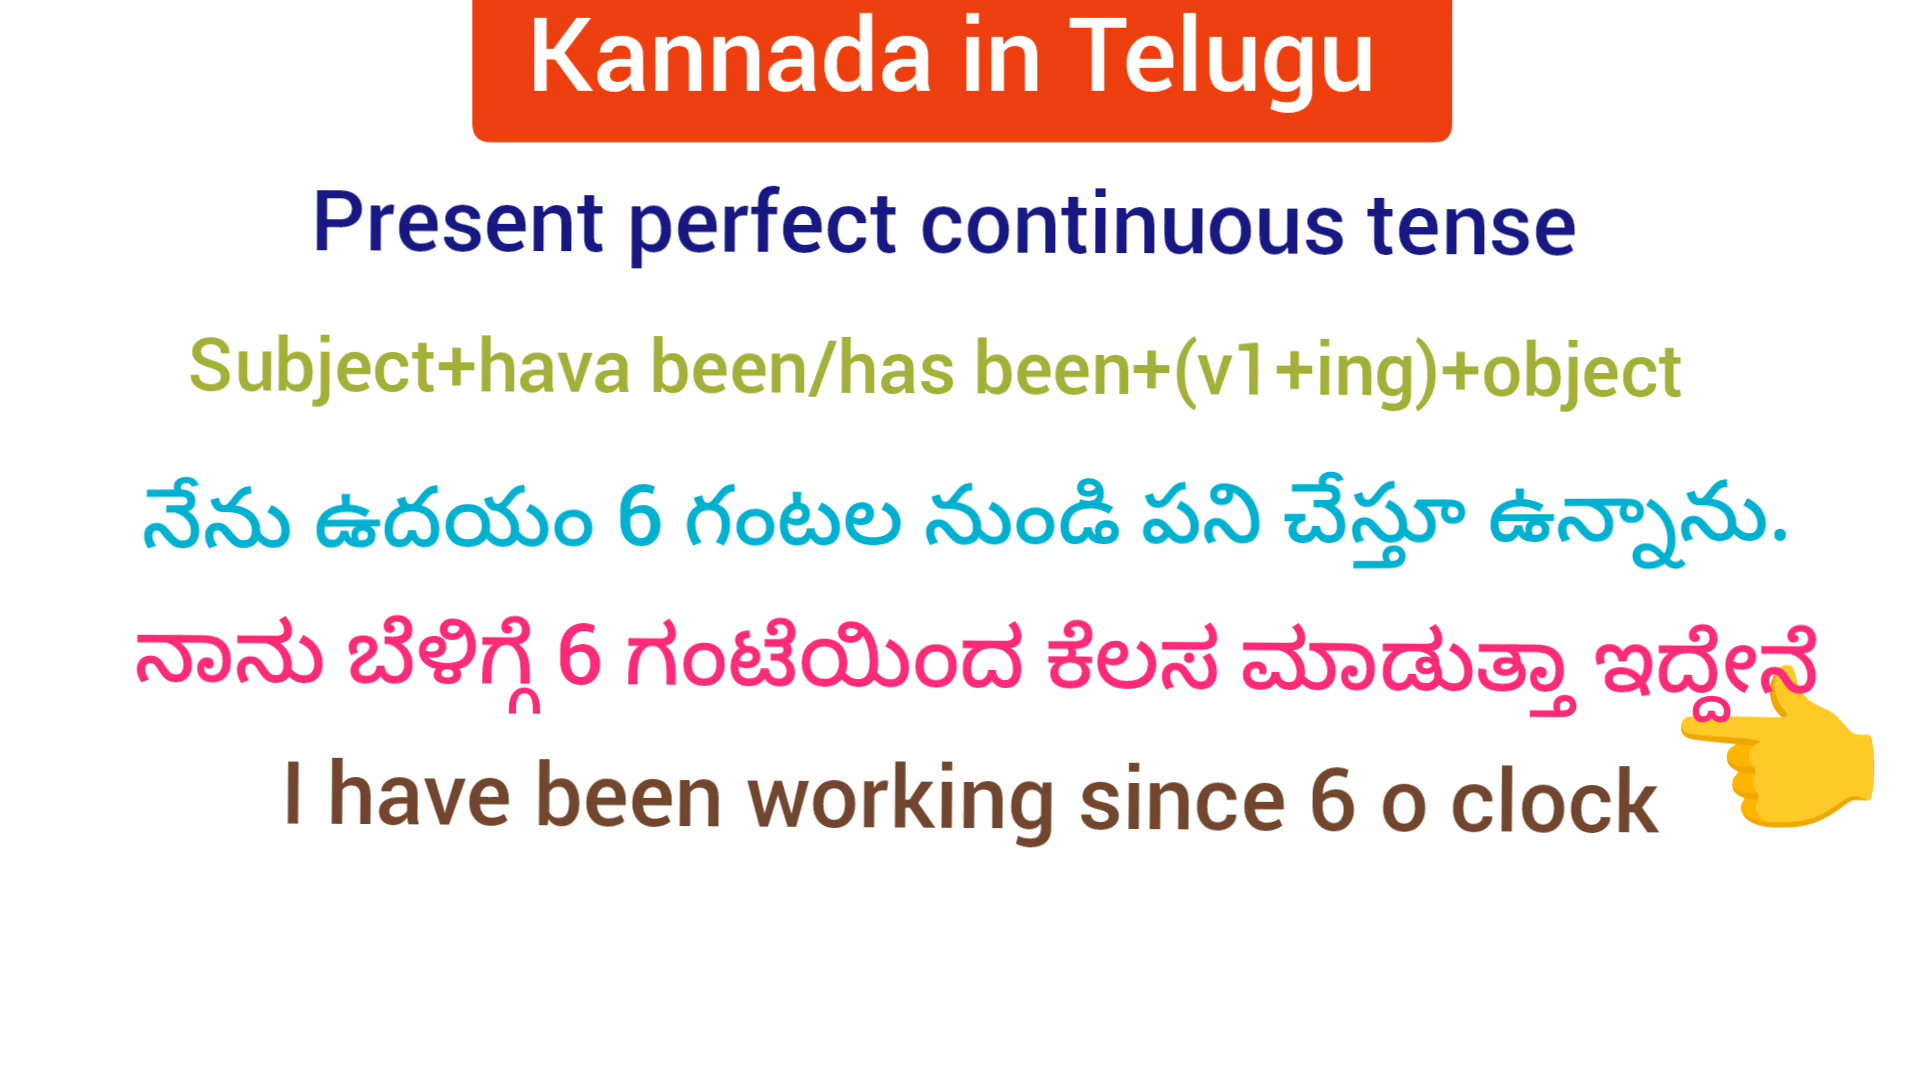 Kannada in Telugu
Present perfect continuous tense
Subject+hava been/has been+(v1+ing)+object
నేను ఉదయం 6 గంటల నుండి పని చేస్తూ ఉన్నాను.
ನಾನು ಬೆಳಿಗ್ಗೆ 6 ಗಂಟೆಯಿಂದ ಕೆಲಸ ಮಾಡುತ್ತಾ ಇದ್ದೇನೆ
I have been working since 6 o clock